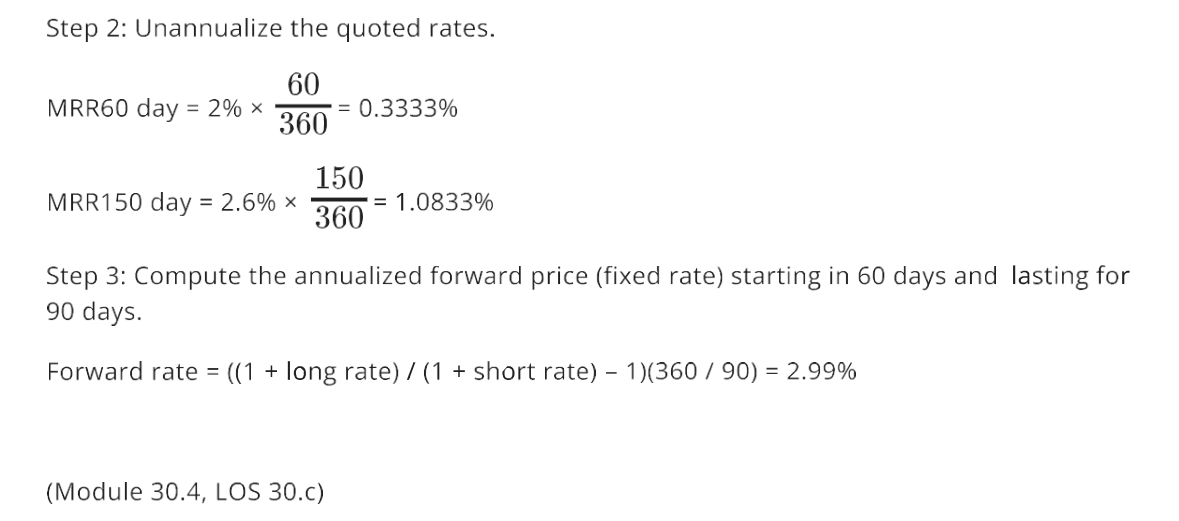 Step 2: Unannualize the quoted rates.
MRR60 day = 2% × 60/360 = 0.3333%
MRR150 day = 2.6% × 150/360 = 1.0833%
Step 3: Compute the annualized forward price (fixed rate) starting in 60 days and lasting for
90 days.
Forward rate = ((1 + long rate) / (1 + short rate) – 1)(360 / 90) = 2.99%
(Module 30.4, LOS 30.c)